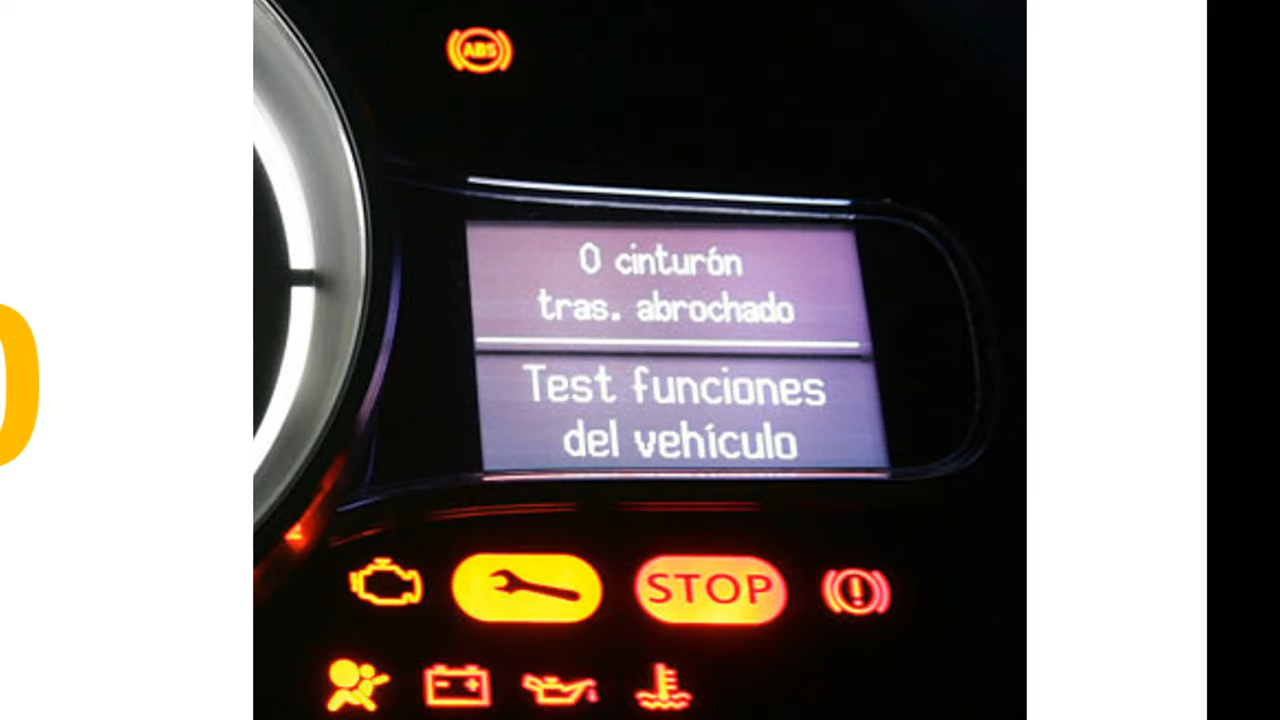 ABS
0 cinturón
tras. abrochado
Test funciones
del vehículo
STOP